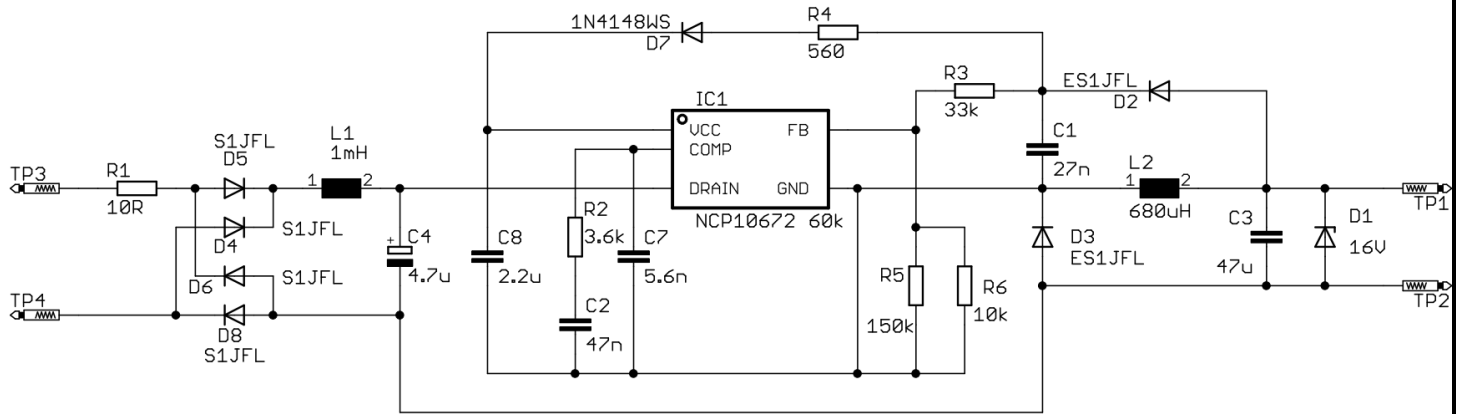 1N4148WS
D7
R4
560
R3
33k
ES1JFL
D2
IC1
VCC
COMP
DRAIN
FB
GND
NCP10672 60k
C1
27n
TP3
R1
10R
S1JFL
D5
L1
1mH
1
2
D4
S1JFL
D6
S1JFL
TP4
D8
S1JFL
+
C4
4.7u
C8
2.2u
R2
3.6k
C7
5.6n
C2
47n
R5
150k
R6
10k
L2
1
2
680uH
D3
ES1JFL
C3
47u
D1
16V
TP1
TP2